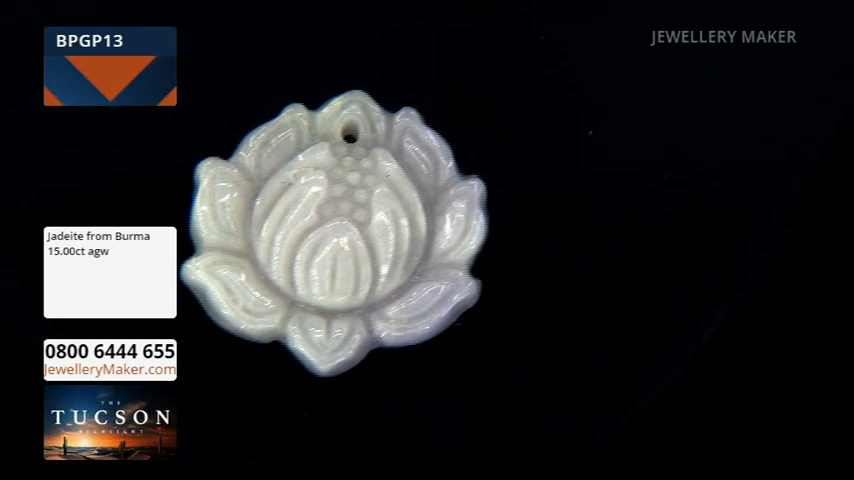 BPGP13
JEWELLERY MAKER
Jadeite from Burma
15.00ct agw
0800 6444 655
JewelleryMaker.com
THE
TUCSON